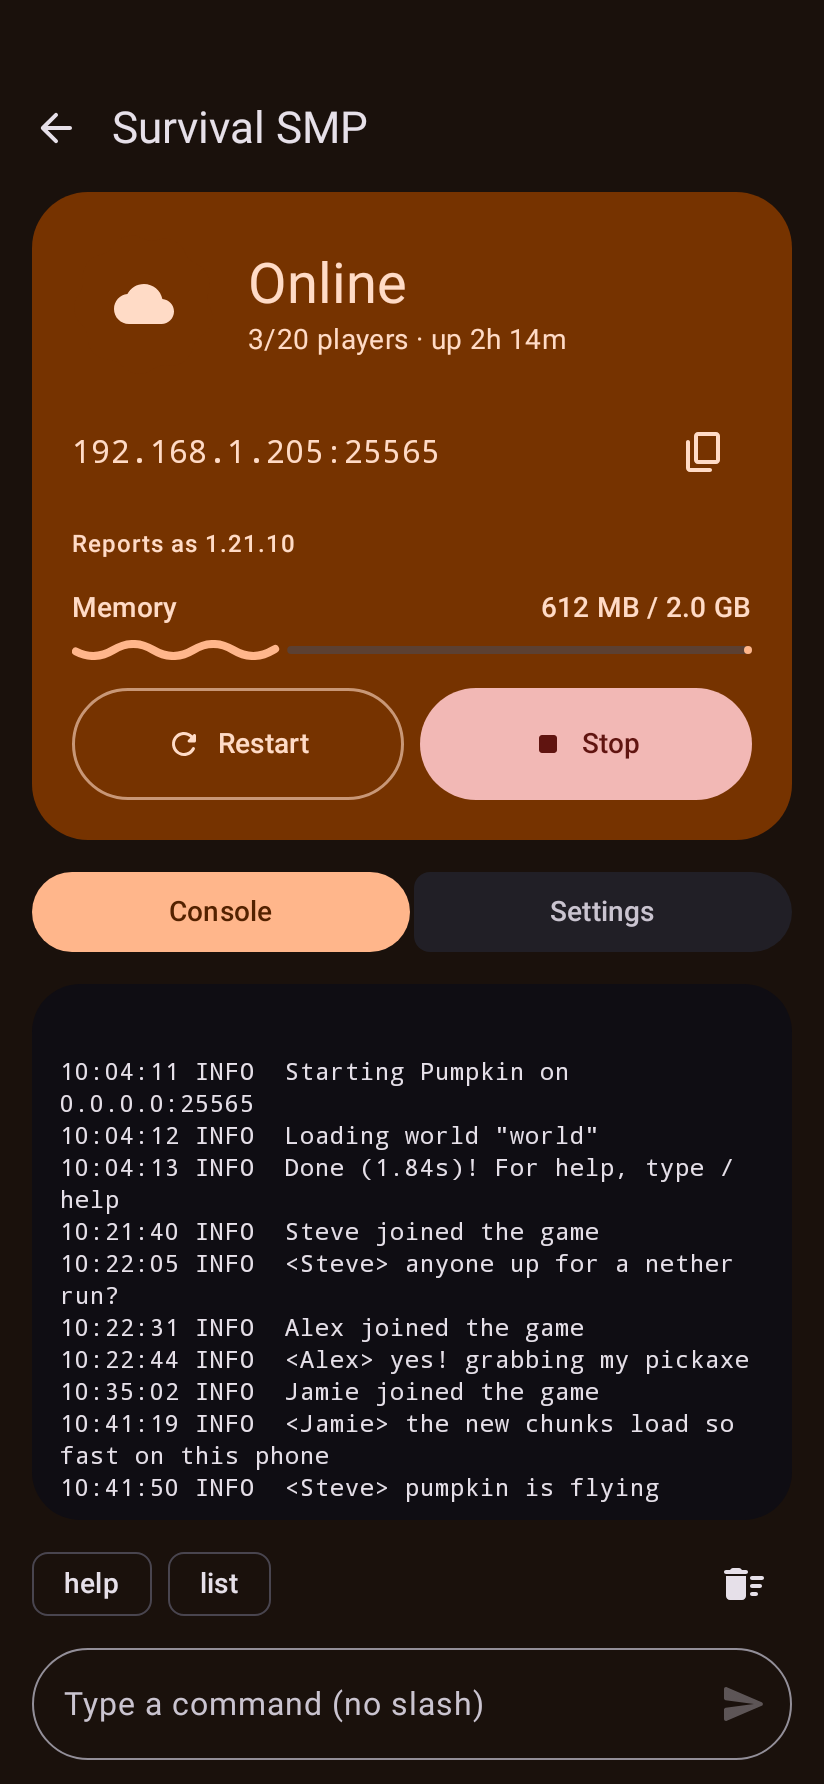 Survival SMP
Online
3/20 players · up 2h 14m
192.168.1.205:25565
Reports as 1.21.10
Memory 612 MB / 2.0 GB
Restart Stop
Console Settings
10:04:11 INFO  Starting Pumpkin on
0.0.0.0:25565
10:04:12 INFO  Loading world "world"
10:04:13 INFO  Done (1.84s)! For help, type /
help
10:21:40 INFO  Steve joined the game
10:22:05 INFO  <Steve> anyone up for a nether
run?
10:22:31 INFO  Alex joined the game
10:22:44 INFO  <Alex> yes! grabbing my pickaxe
10:35:02 INFO  Jamie joined the game
10:41:19 INFO  <Jamie> the new chunks load so
fast on this phone
10:41:50 INFO  <Steve> pumpkin is flying
help list
Type a command (no slash)